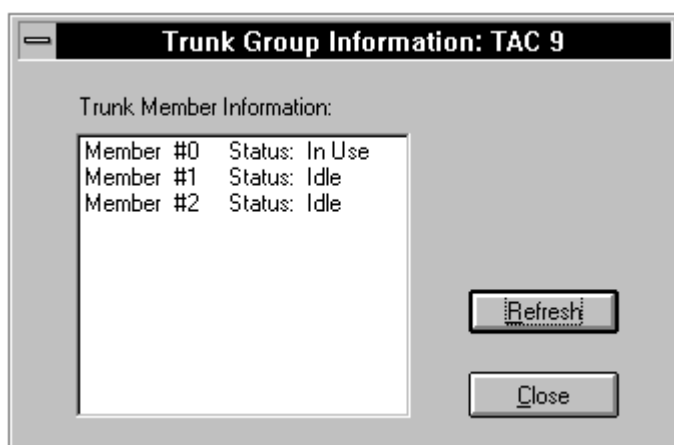 Trunk Group Information: TAC 9
Trunk Member Information:
Member #0 Status: In Use
Member #1 Status: Idle
Member #2 Status: Idle
Refresh
Close